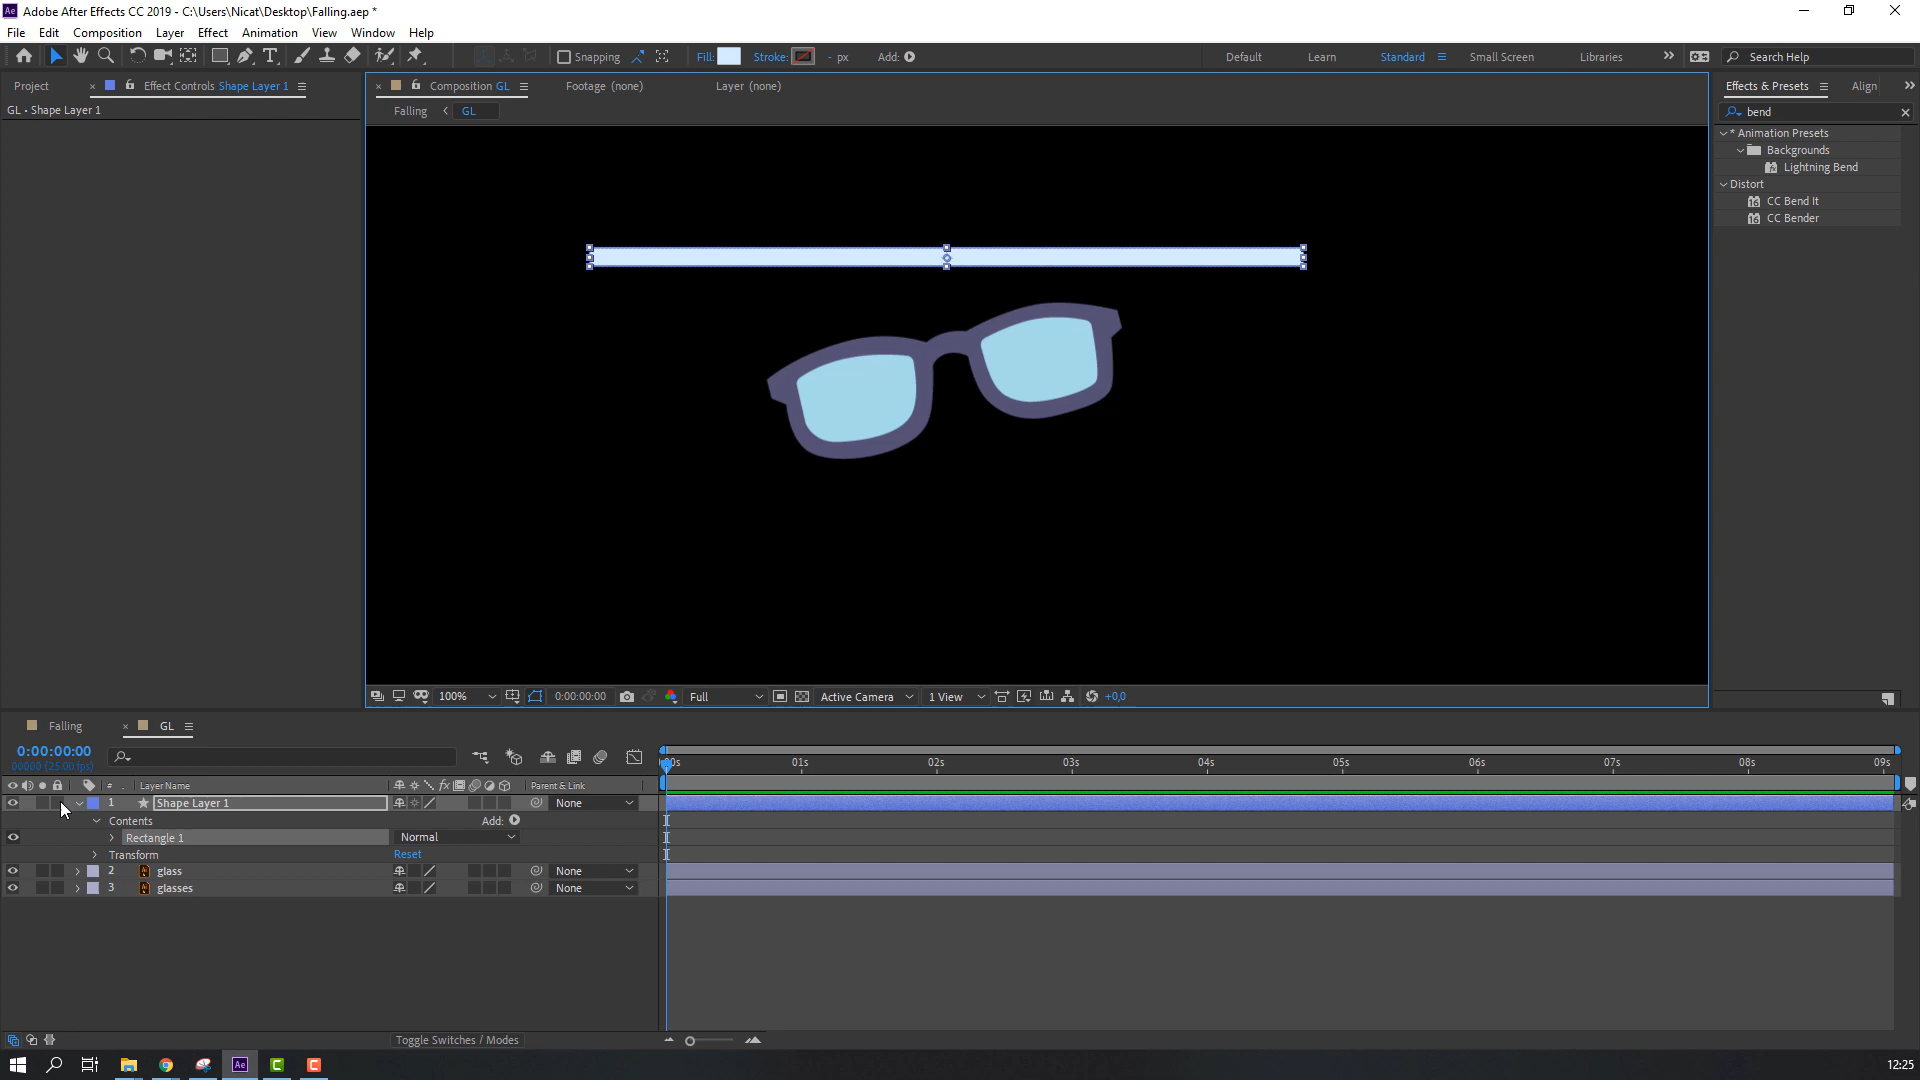 Adobe After Effects CC 2019 - C:\Users\Nicat\Desktop\Falling.aep *
File Edit Composition Layer Effect Animation View Window Help
Snapping Fill: Stroke: - px Add: Default Learn Standard Small Screen Libraries Search Help
Project Effect Controls Shape Layer 1 Composition GL Footage (none) Layer (none) Effects & Presets Align
GL • Shape Layer 1
Falling GL
bend
* Animation Presets
Backgrounds
Lightning Bend
Distort
CC Bend It
CC Bender
100% 0:00:00:00 Full Active Camera 1 View +0,0
Falling GL
0:00:00:00
00000 (25.00 fps)
01s 02s 03s 04s 05s 06s 07s 08s 09s
# Layer Name Parent & Link
1 Shape Layer 1 None
Contents Add:
Rectangle 1 Normal
Transform Reset
2 glass None
3 glasses None
Toggle Switches / Modes
12:25